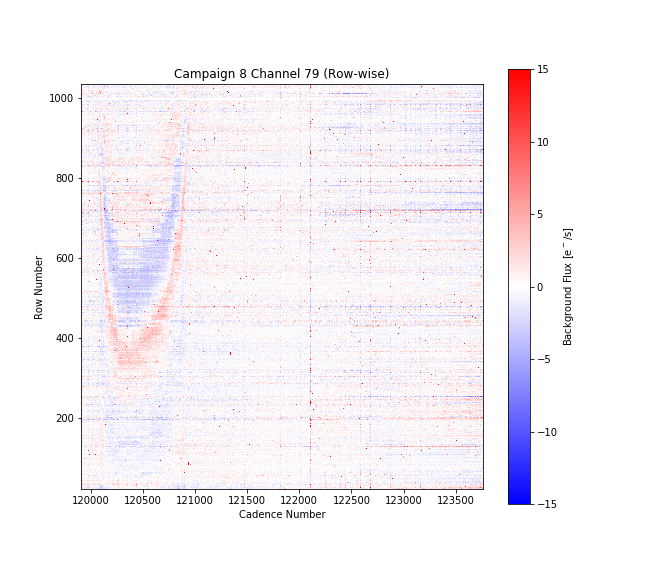 Campaign 8 Channel 79 (Row-wise)
1000
800
600
400
200
Row Number
120000 120500 121000 121500 122000 122500 123000 123500
Cadence Number
15
10
5
0
−5
−10
−15
Background Flux [e⁻/s]